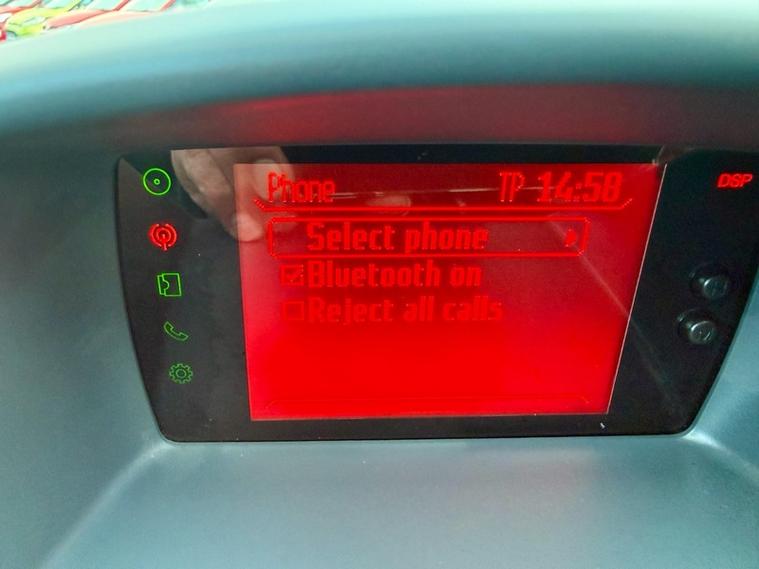 Phone TP 14:58
DSP
Select phone
Bluetooth on
Reject all calls